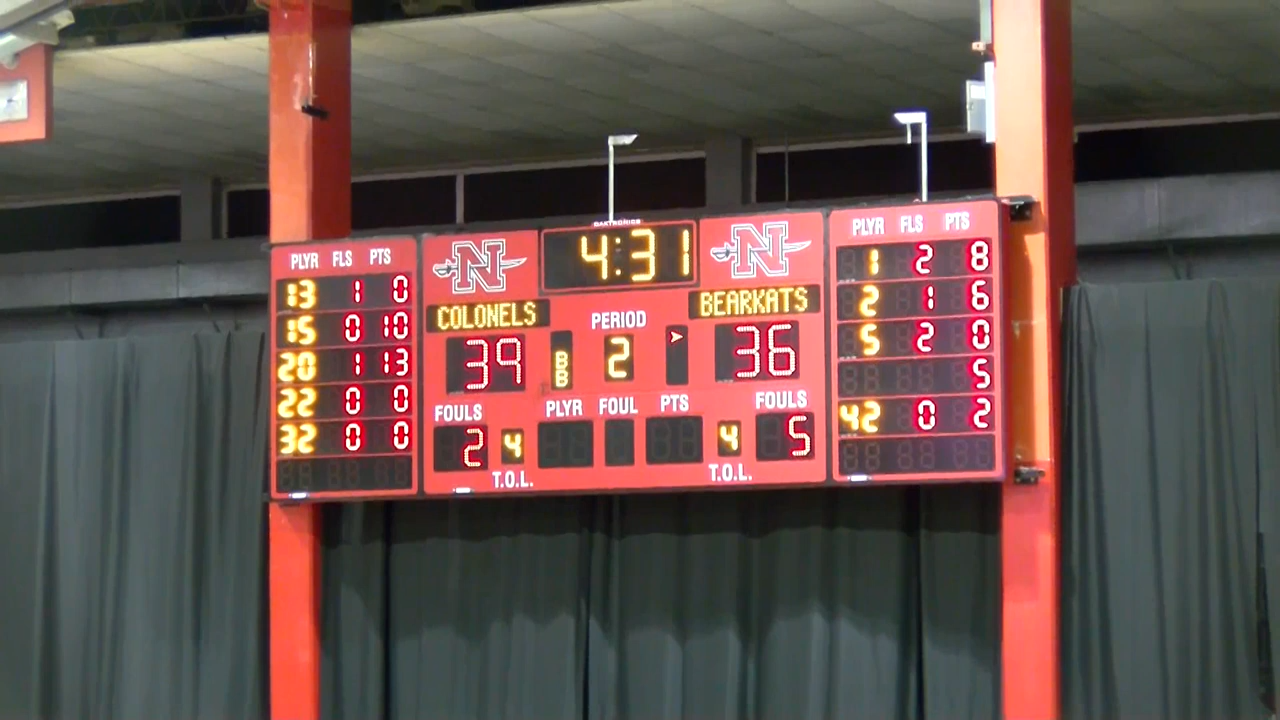 DAKTRONICS
PLYR FLS PTS
13 1 0
15 0 10
20 1 13
22 0 0
32 0 0
N 4:31 N
COLONELS BEARKATS
PERIOD
39 2 36
FOULS PLYR FOUL PTS FOULS
2 4 4 5
T.O.L. T.O.L.
PLYR FLS PTS
1 2 8
2 1 6
5 2 0
5
42 0 2